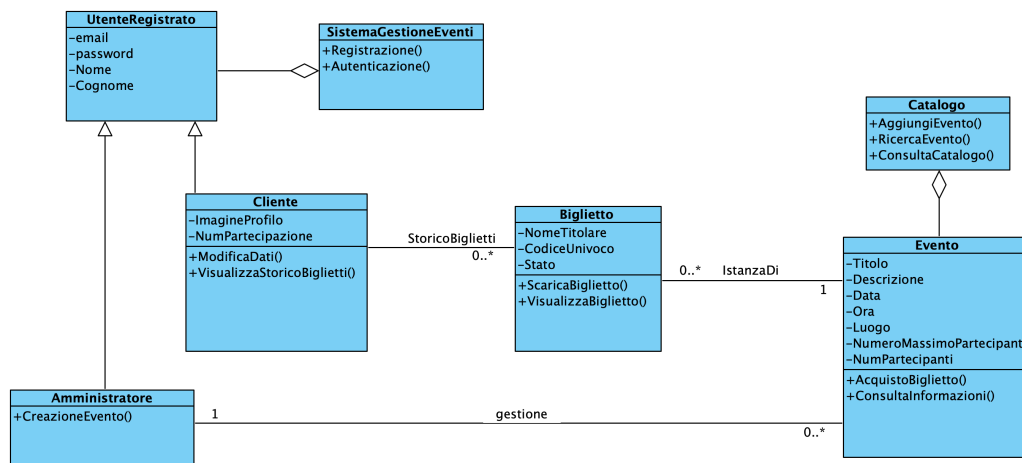 UtenteRegistrato
-email
-password
-Nome
-Cognome
SistemaGestioneEventi
+Registrazione()
+Autenticazione()
Catalogo
+AggiungiEvento()
+RicercaEvento()
+ConsultaCatalogo()
Cliente
-ImagineProfilo
-NumPartecipazione
+ModificaDati()
+VisualizzaStoricoBiglietti()
StoricoBiglietti
0..*
Biglietto
-NomeTitolare
-CodiceUnivoco
-Stato
+ScaricaBiglietto()
+VisualizzaBiglietto()
0..* IstanzaDi
1
Evento
-Titolo
-Descrizione
-Data
-Ora
-Luogo
-NumeroMassimoPartecipant
-NumPartecipanti
+AcquistoBiglietto()
+ConsultaInformazioni()
Amministratore
+CreazioneEvento()
1
gestione
0..*